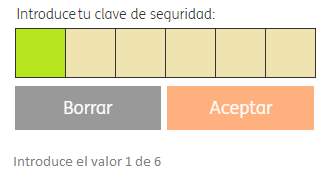 Introduce tu clave de seguridad:
Borrar Aceptar
Introduce el valor 1 de 6